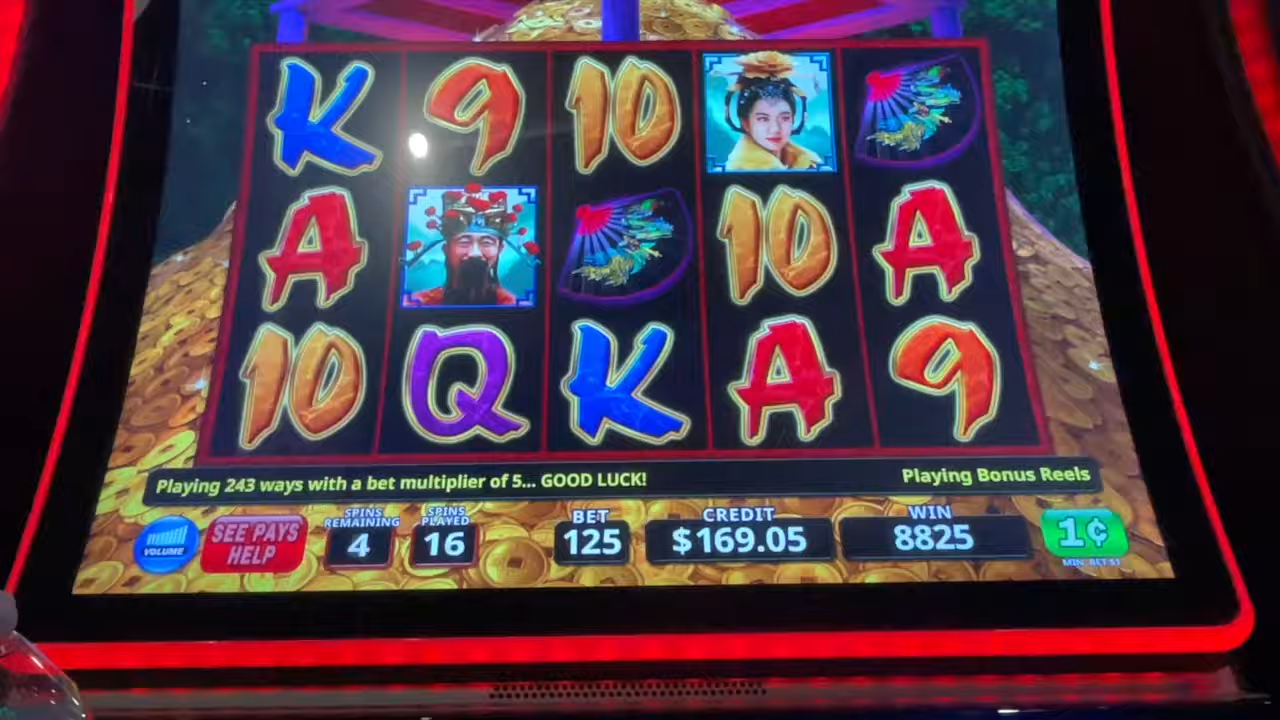 K 9 10
A 10 A
10 Q K A 9
Playing 243 ways with a bet multiplier of 5... GOOD LUCK!
Playing Bonus Reels
VOLUME
SEE PAYS
HELP
SPINS
REMAINING
4
SPINS
PLAYED
16
BET
125
CREDIT
$169.05
WIN
8825
1¢
MIN. BET $1